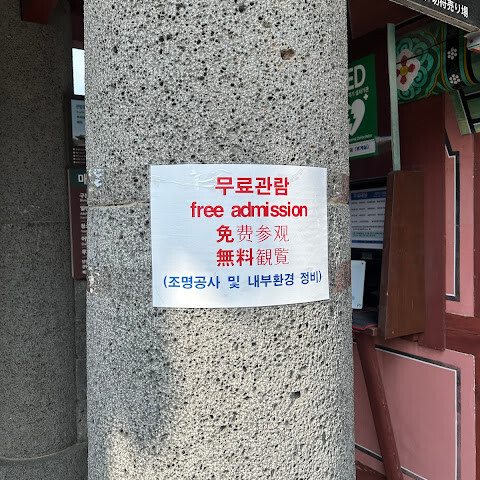 무료관람
free admission
免费参观
無料観覧
(조명공사 및 내부환경 정비)
ED